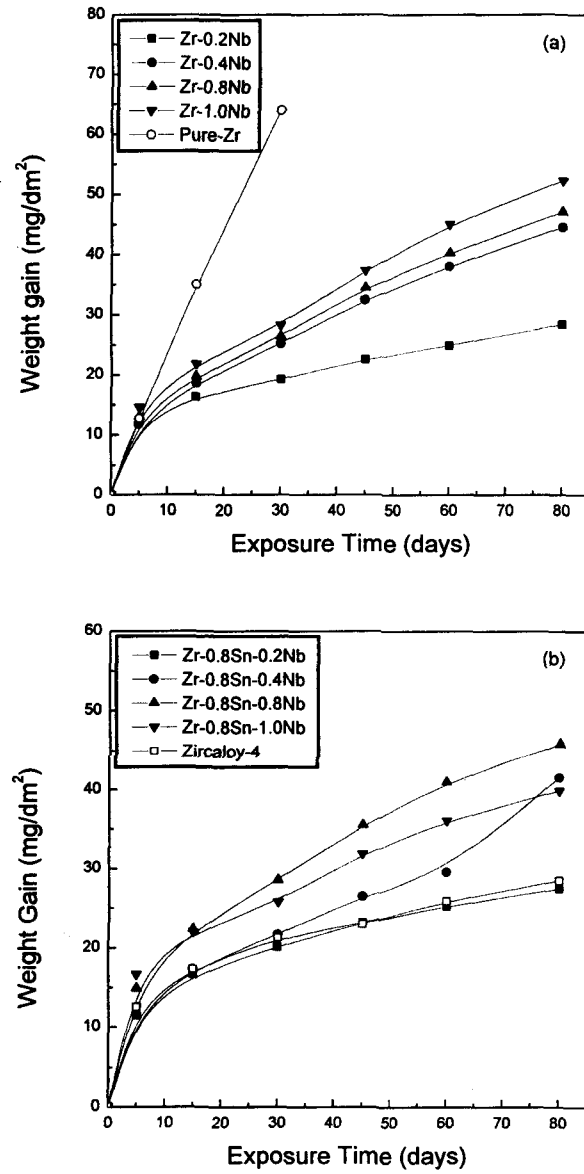 80
70
60
50
40
30
20
10
0
Weight gain (mg/dm²)
Zr-0.2Nb
Zr-0.4Nb
Zr-0.8Nb
Zr-1.0Nb
Pure-Zr
(a)
0 10 20 30 40 50 60 70 80
Exposure Time (days)
60
50
40
30
20
10
0
Weight Gain (mg/dm²)
Zr-0.8Sn-0.2Nb
Zr-0.8Sn-0.4Nb
Zr-0.8Sn-0.8Nb
Zr-0.8Sn-1.0Nb
Zircaloy-4
(b)
0 10 20 30 40 50 60 70 80
Exposure Time (days)